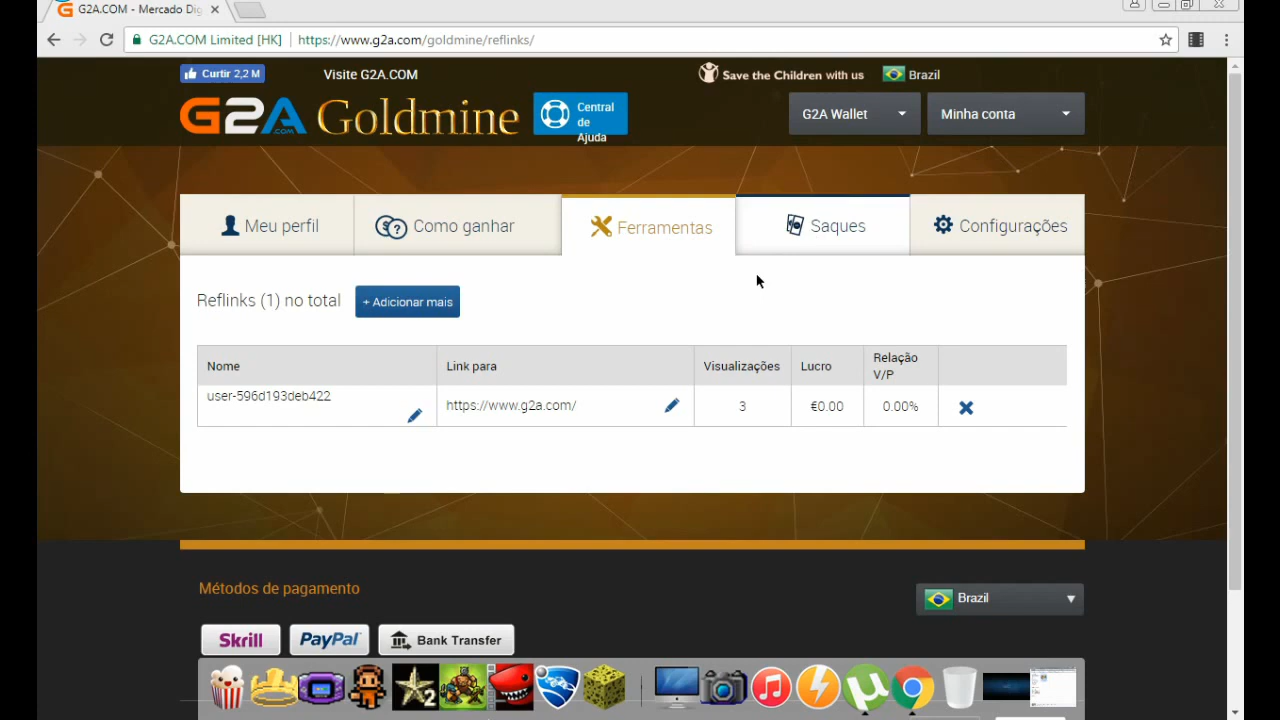 G2A.COM - Mercado Dig
G2A.COM Limited [HK]
https://www.g2a.com/goldmine/reflinks/
Curtir 2,2 M
Visite G2A.COM
Save the Children with us
Brazil
G2A.COM Goldmine
Central
de
Ajuda
G2A Wallet
Minha conta
Meu perfil
Como ganhar
Ferramentas
Saques
Configurações
Reflinks (1) no total
+ Adicionar mais
Nome
Link para
Visualizações
Lucro
Relação
V/P
user-596d193deb422
https://www.g2a.com/
3
€0.00
0.00%
Métodos de pagamento
Brazil
Skrill
PayPal
Bank Transfer
2